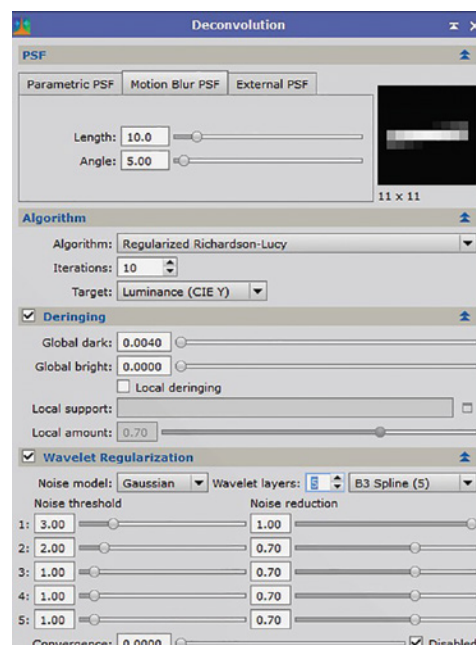 Deconvolution
PSF
Parametric PSF Motion Blur PSF External PSF
Length: 10.0
Angle: 5.00
11 x 11
Algorithm
Algorithm: Regularized Richardson-Lucy
Iterations: 10
Target: Luminance (CIE Y)
Deringing
Global dark: 0.0040
Global bright: 0.0000
Local deringing
Local support:
Local amount: 0.70
Wavelet Regularization
Noise model: Gaussian Wavelet layers: 5 B3 Spline (5)
Noise threshold Noise reduction
1: 3.00 1.00
2: 2.00 0.70
3: 1.00 0.70
4: 1.00 0.70
5: 1.00 0.70
Convergence: 0.0000 Disabled